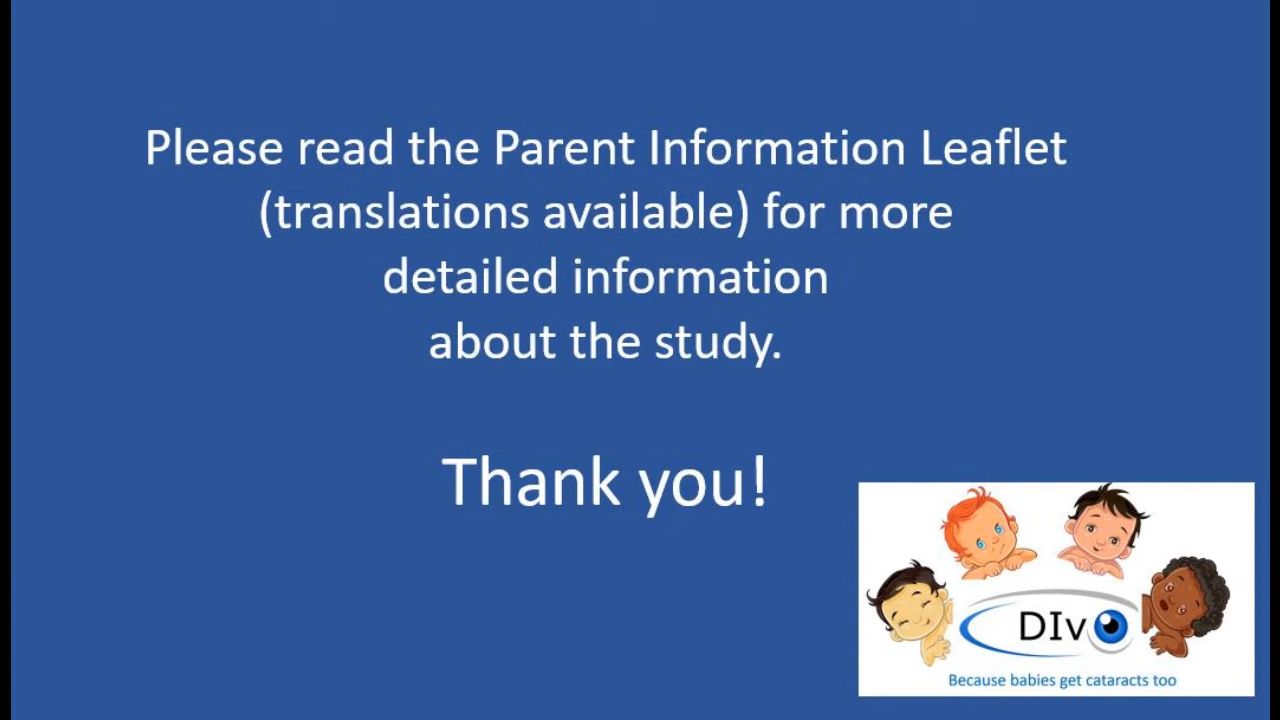 Please read the Parent Information Leaflet
(translations available) for more
detailed information
about the study.
Thank you!
DIvO
Because babies get cataracts too